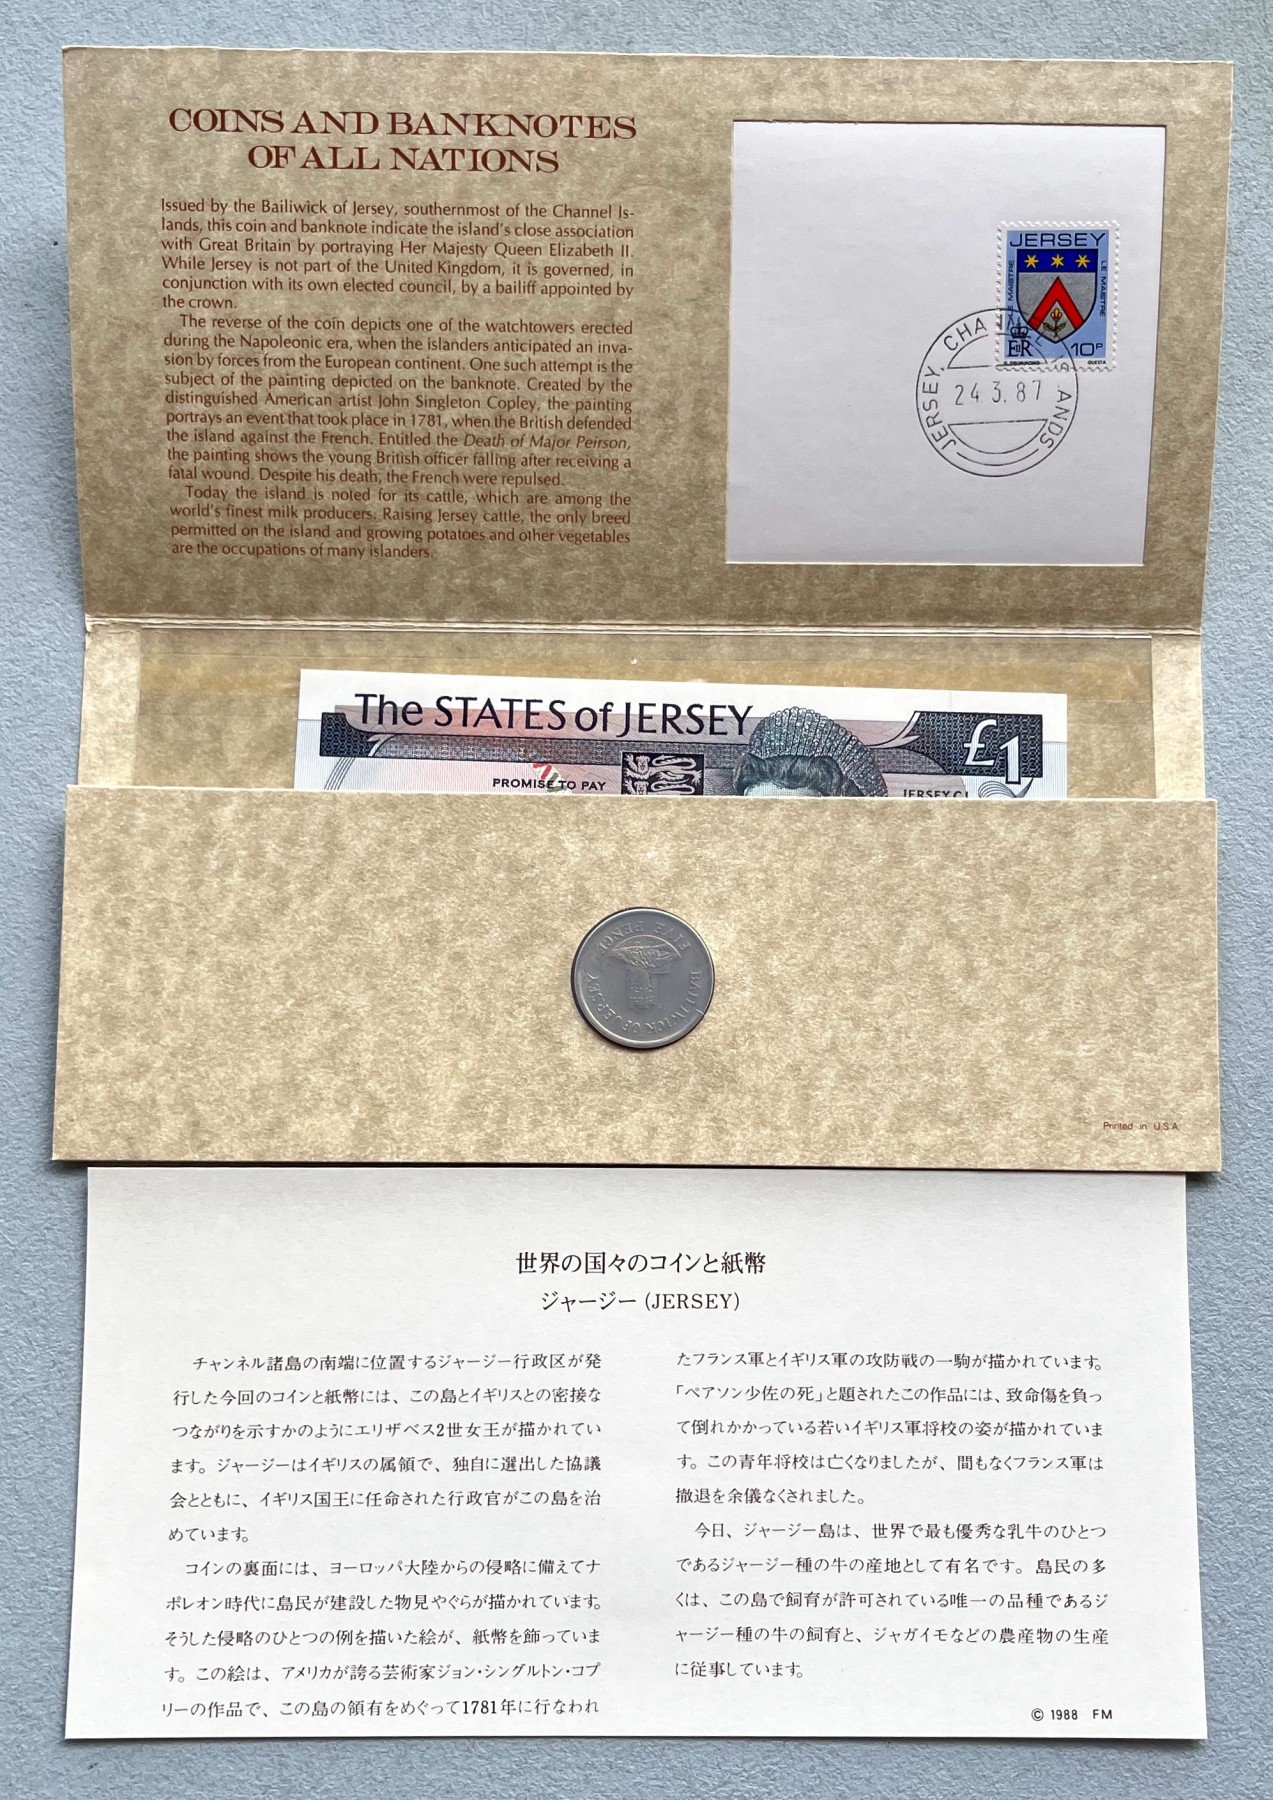 COINS AND BANKNOTES
OF ALL NATIONS
Issued by the Bailiwick of Jersey, southernmost of the Channel Is-
lands, this coin and banknote indicate the island's close association
with Great Britain by portraying Her Majesty Queen Elizabeth II.
While Jersey is not part of the United Kingdom, it is governed, in
conjunction with its own elected council, by a bailiff appointed by
the crown.
The reverse of the coin depicts one of the watchtowers erected
during the Napoleonic era, when the islanders anticipated an inva-
sion by forces from the European continent. One such attempt is the
subject of the painting depicted on the banknote. Created by the
distinguished American artist John Singleton Copley, the painting
portrays an event that took place in 1781, when the British defended
the island against the French. Entitled the Death of Major Peirson,
the painting shows the young British officer falling after receiving a
fatal wound. Despite his death, the French were repulsed.
Today the island is noted for its cattle, which are among the
world's finest milk producers. Raising Jersey cattle, the only breed
permitted on the island and growing potatoes and other vegetables
are the occupations of many islanders.
JERSEY
LE MAISTRE
LE MAISTRE
EIIR
10P
G. DRUMMOND
QUESTA
JERSEY,
24.3.87
The STATES of JERSEY
£1
PROMISE TO PAY
JERSEY C.I.
FIVE PENCE
BAILIWICK OF JERSEY
Printed in U.S.A.
世界の国々のコインと紙幣
ジャージー (JERSEY)
チャンネル諸島の南端に位置するジャージー行政区が発
行した今回のコインと紙幣には、この島とイギリスとの密接な
つながりを示すかのようにエリザベス2世女王が描かれてい
ます。ジャージーはイギリスの属領で、独自に選出した協議
会とともに、イギリス国王に任命された行政官がこの島を治
めています。
コインの裏面には、ヨーロッパ大陸からの侵略に備えてナ
ポレオン時代に島民が建設した物見やぐらが描かれています。
そうした侵略のひとつの例を描いた絵が、紙幣を飾っていま
す。この絵は、アメリカが誇る芸術家ジョン・シングルトン・コプ
リーの作品で、この島の領有をめぐって1781年に行なわれ
たフランス軍とイギリス軍の攻防戦の一駒が描かれています。
「ペアソン少佐の死」と題されたこの作品には、致命傷を負っ
て倒れかかっている若いイギリス軍将校の姿が描かれていま
す。この青年将校は亡くなりましたが、間もなくフランス軍は
撤退を余儀なくされました。
今日、ジャージー島は、世界で最も優秀な乳牛のひとつ
であるジャージー種の牛の産地として有名です。島民の多
くは、この島で飼育が許可されている唯一の品種であるジ
ャージー種の牛の飼育と、ジャガイモなどの農産物の生産
に従事しています。
© 1988 FM